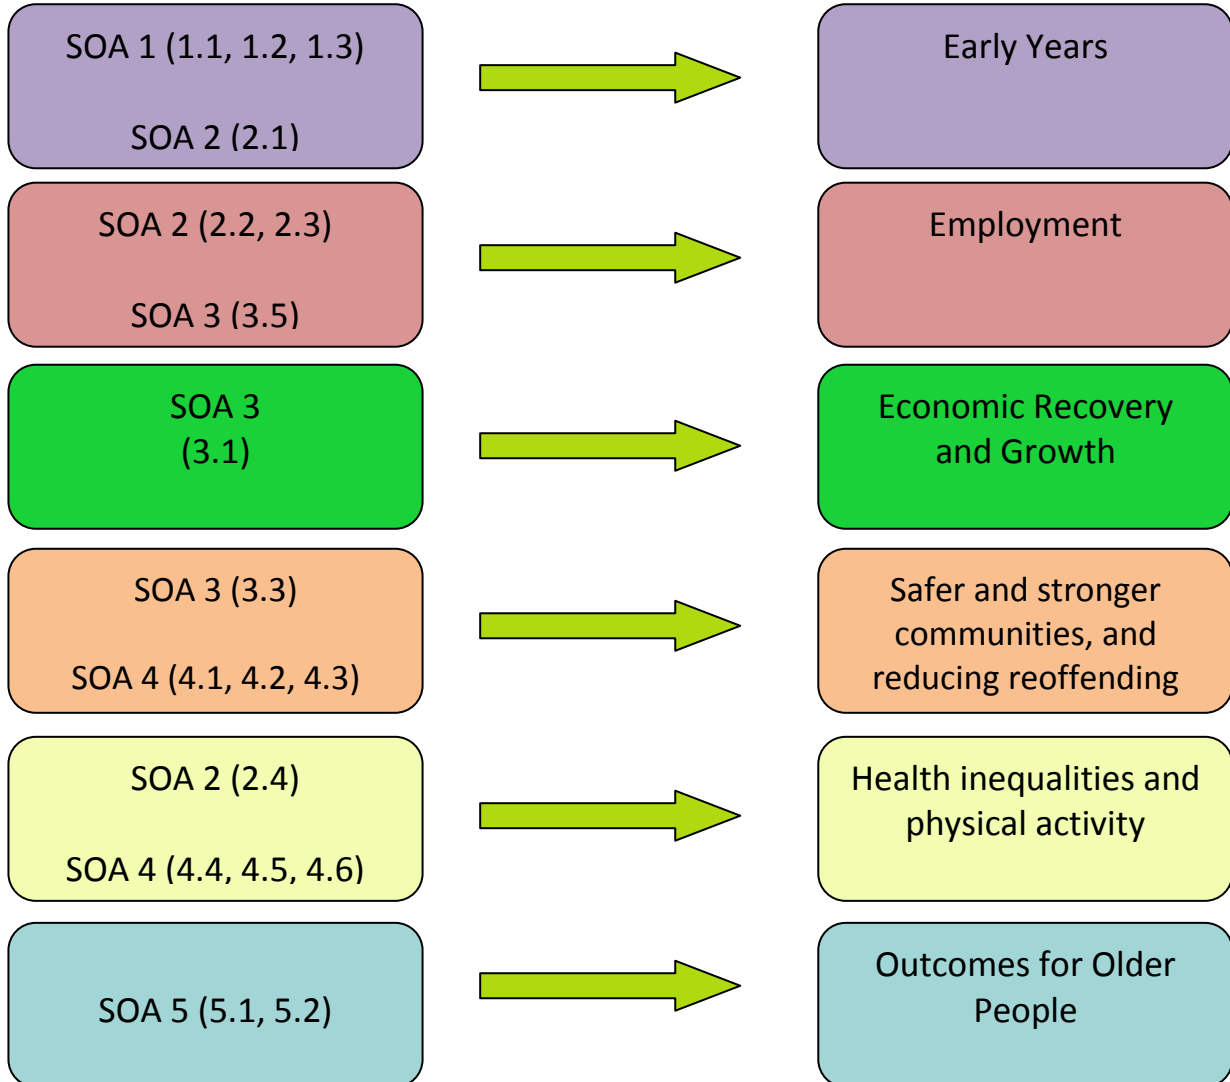 SOA 1 (1.1, 1.2, 1.3)
SOA 2 (2.1)
Early Years
SOA 2 (2.2, 2.3)
SOA 3 (3.5)
Employment
SOA 3
(3.1)
Economic Recovery
and Growth
SOA 3 (3.3)
SOA 4 (4.1, 4.2, 4.3)
Safer and stronger
communities, and
reducing reoffending
SOA 2 (2.4)
SOA 4 (4.4, 4.5, 4.6)
Health inequalities and
physical activity
SOA 5 (5.1, 5.2)
Outcomes for Older
People